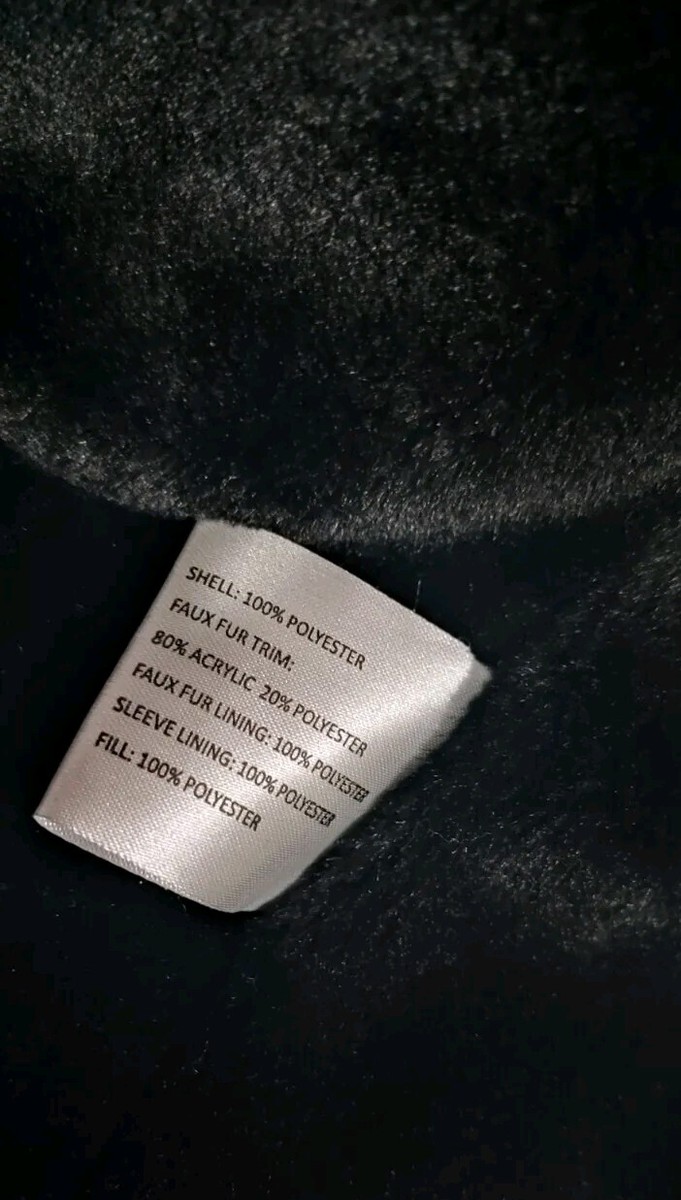 SHELL: 100% POLYESTER
FAUX FUR TRIM:
80% ACRYLIC 20% POLYESTER
FAUX FUR LINING: 100% POLYESTER
SLEEVE LINING: 100% POLYESTER
FILL: 100% POLYESTER